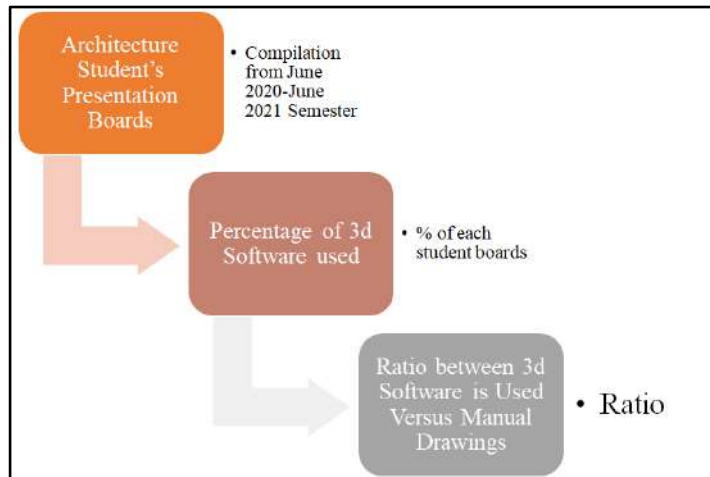 Architecture
Student's
Presentation
Boards
• Compilation
from June
2020-June
2021 Semester
Percentage of 3d
Software used
• % of each
student boards
Ratio between 3d
Software is Used
Versus Manual
Drawings
• Ratio